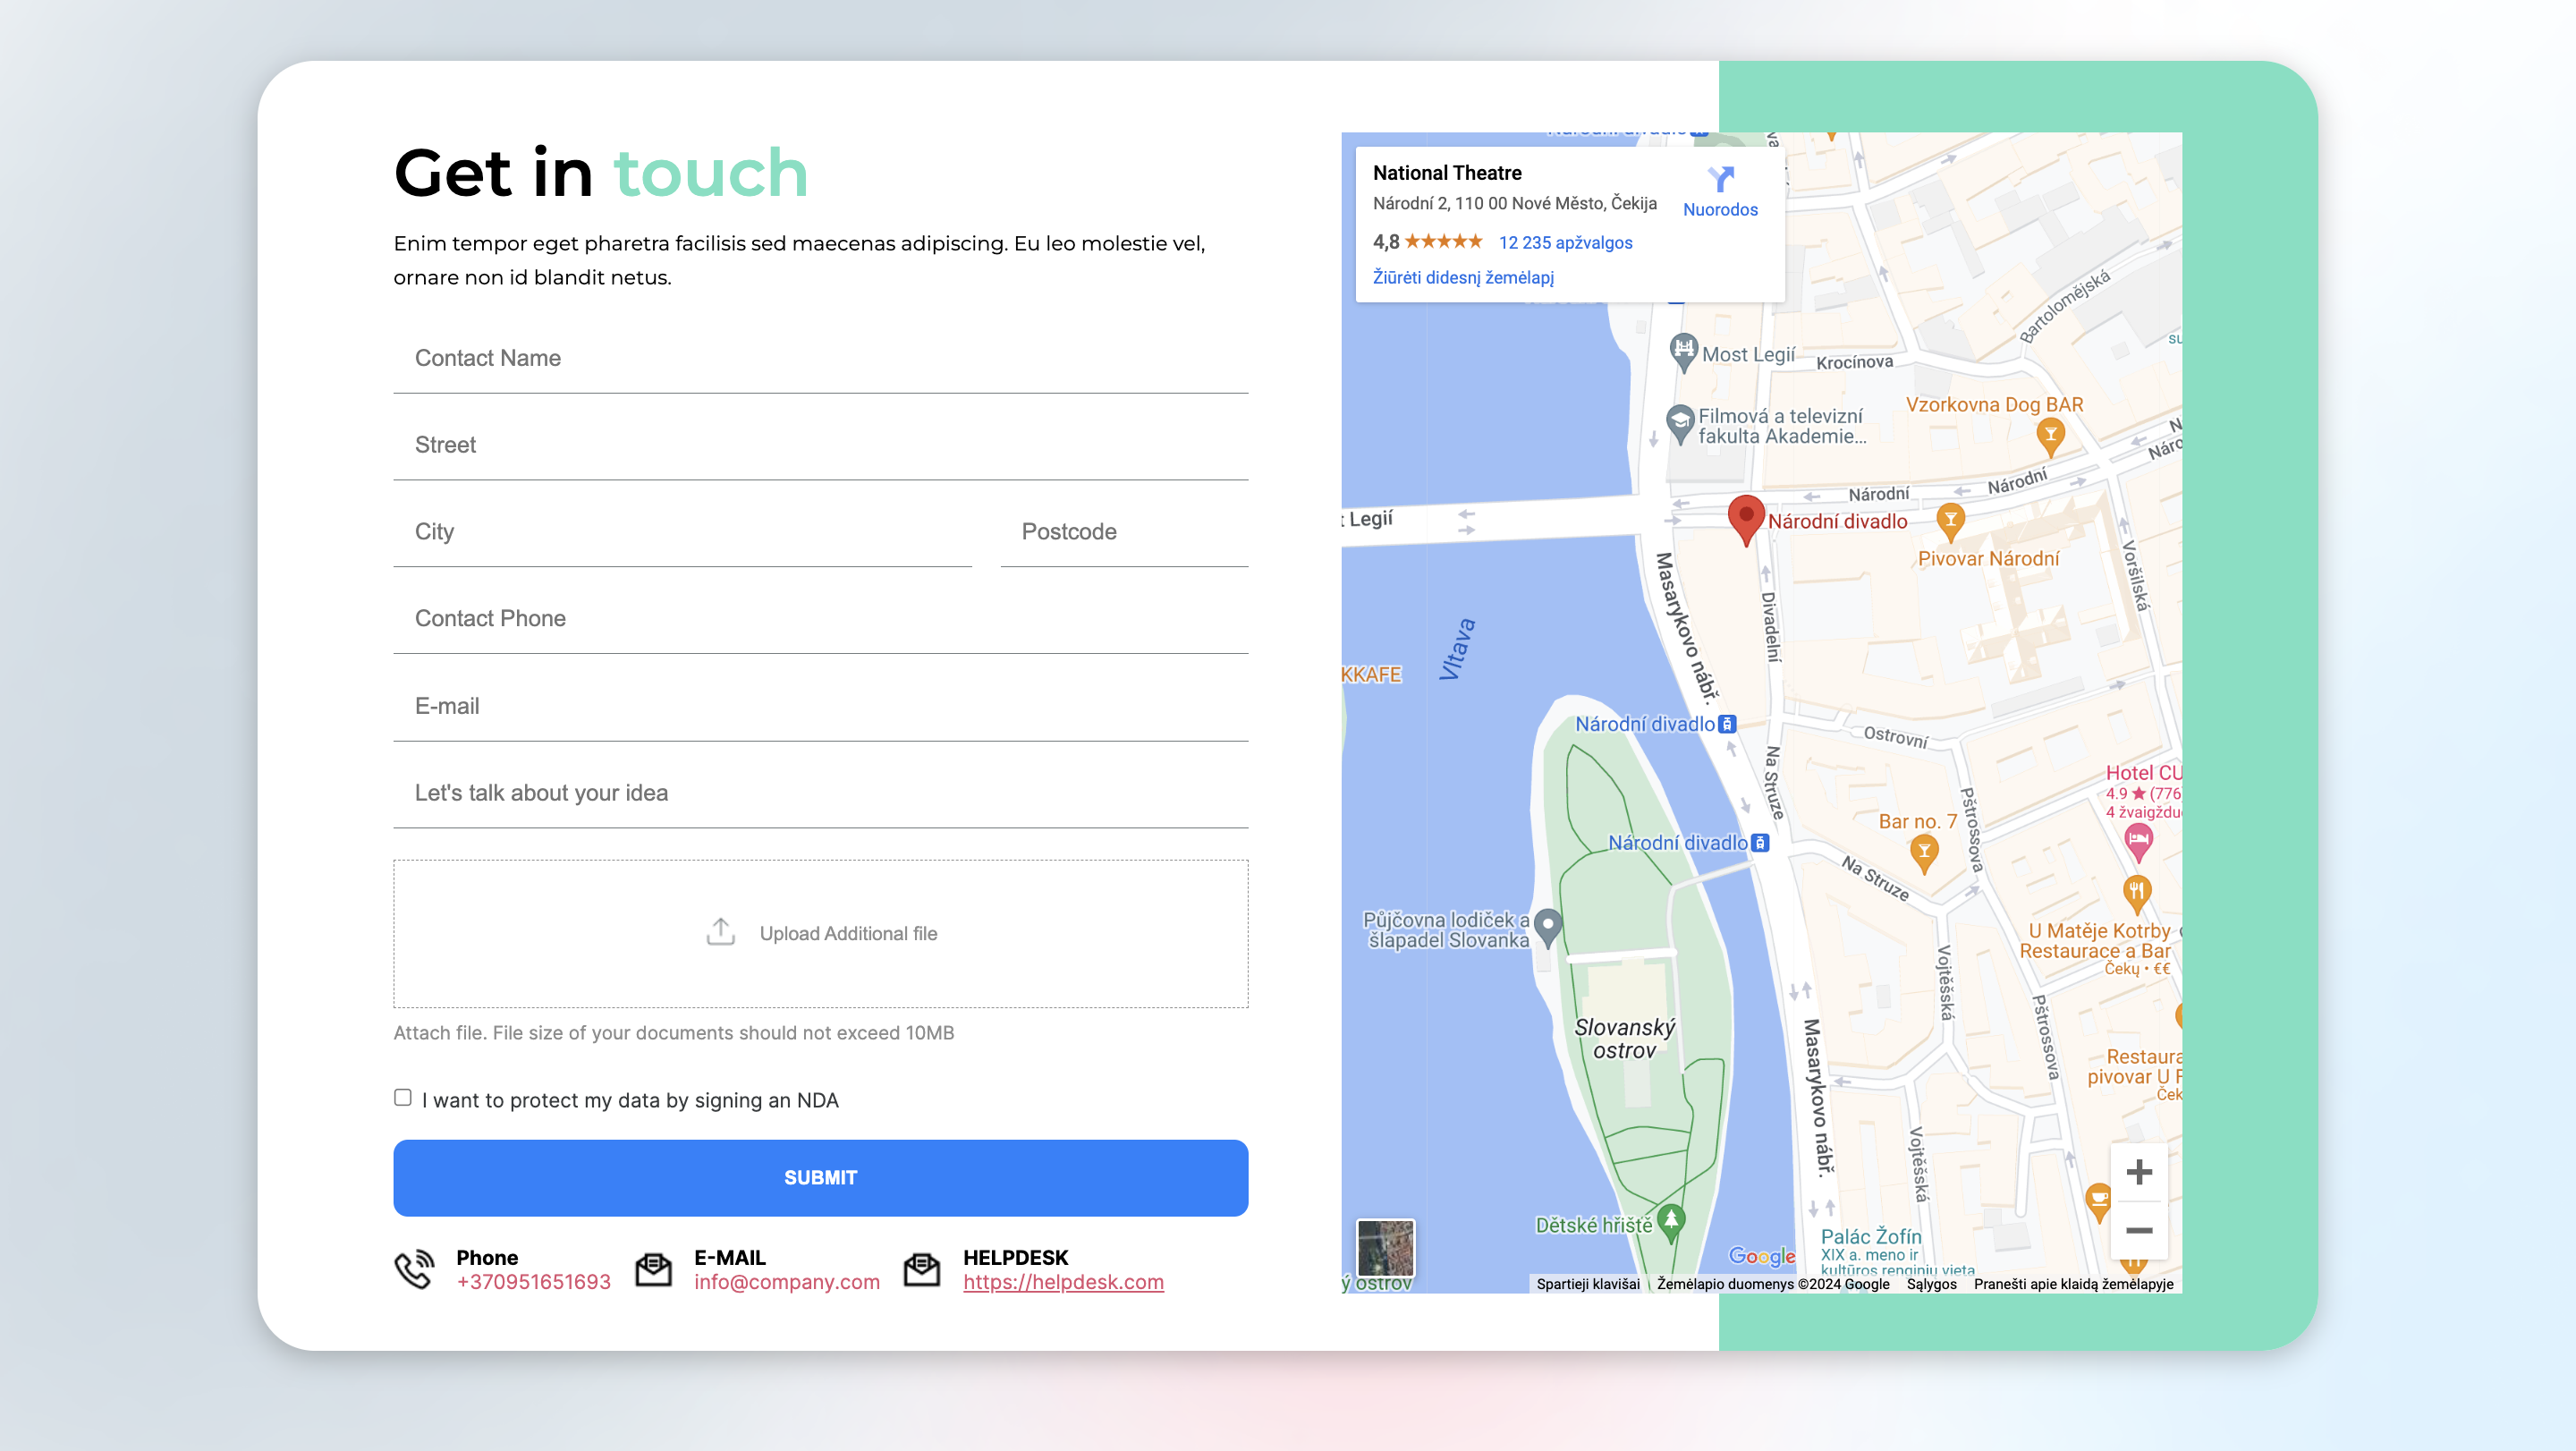 Get in touch
Enim tempor eget pharetra facilisis sed maecenas adipiscing. Eu leo molestie vel,
ornare non id blandit netus.
Contact Name
Street
City
Postcode
Contact Phone
E-mail
Let's talk about your idea
Upload Additional file
Attach file. File size of your documents should not exceed 10MB
I want to protect my data by signing an NDA
SUBMIT
Phone
+370951651693
E-MAIL
info@company.com
HELPDESK
https://helpdesk.com
National Theatre
Národní 2, 110 00 Nové Město, Čekija
Nuorodos
4,8
12 235 apžvalgos
Žiūrėti didesnį žemėlapį
Bartolomějská
Most Legií
Krocínova
Filmová a televizní
fakulta Akademie...
Vzorkovna Dog BAR
Národní
Národní
Legií
Národní divadlo
Pivovar Národní
Voršilská
Masarykovo nábř.
Divadelní
Vltava
KKAFE
Národní divadlo
Ostrovní
Na Struze
Hotel CU
4.9 (776
4 žvaigždu
Pštrossova
Bar no. 7
Národní divadlo
Na Struze
Půjčovna lodiček a
šlapadel Slovanka
U Matěje Kotrby
Restaurace a Bar
Čekų • €€
Vojtěšská
Pštrossova
Slovanský
ostrov
Masarykovo nábř.
Restaura
pivovar U F
Ček
Vojtěšská
Dětské hřiště
Palác Žofín
XIX a. meno ir
kultūros renginių vieta
Google
ý ostrov
Spartieji klavišai
Žemėlapio duomenys ©2024 Google
Sąlygos
Pranešti apie klaidą žemėlapyje